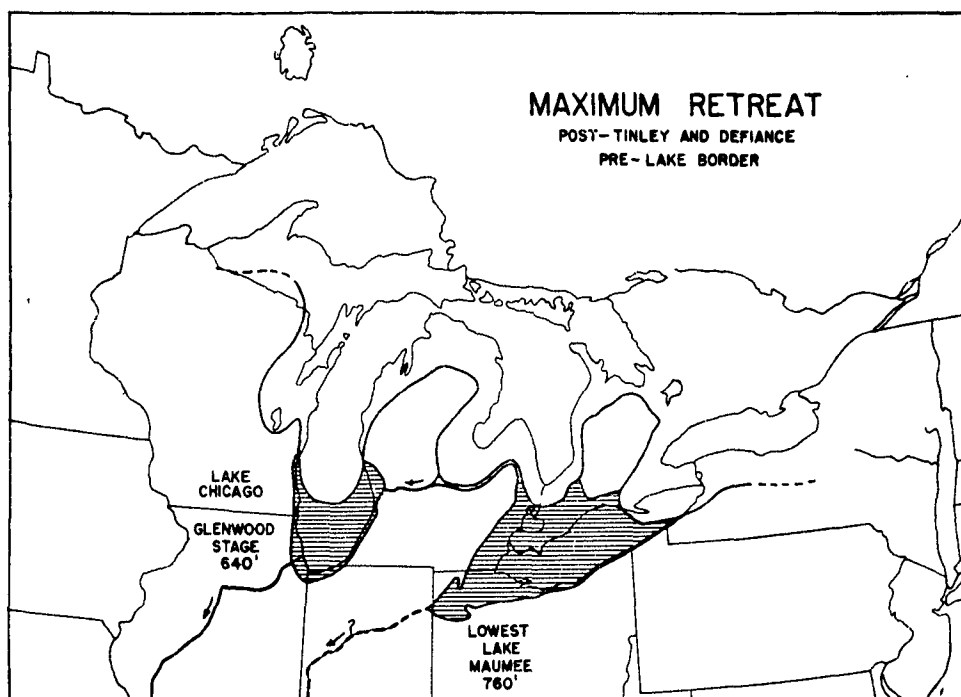 MAXIMUM RETREAT
POST-TINLEY AND DEFIANCE
PRE-LAKE BORDER
LAKE
CHICAGO
GLENWOOD
STAGE
640'
?
LOWEST
LAKE
MAUMEE
760'